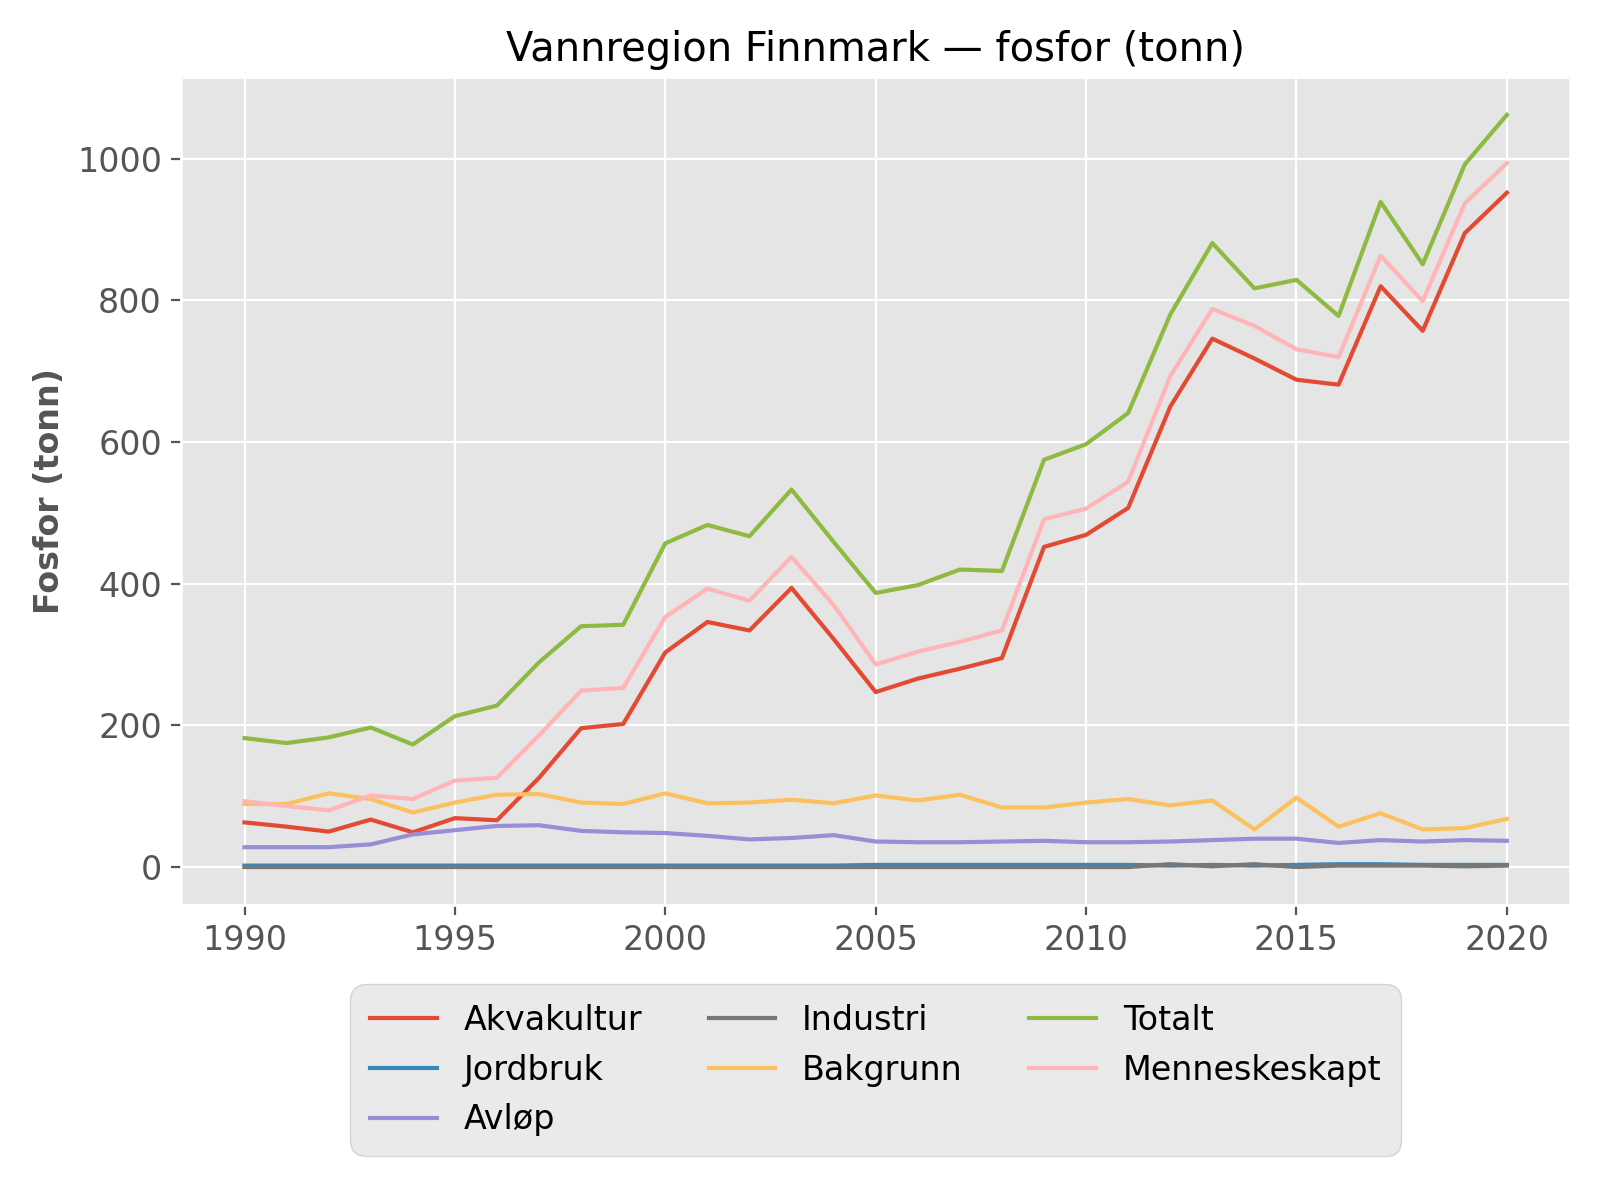 Vannregion Finnmark — fosfor (tonn)
Fosfor (tonn)
1000
800
600
400
200
0
1990 1995 2000 2005 2010 2015 2020
Akvakultur Industri Totalt
Jordbruk Bakgrunn Menneskeskapt
Avløp